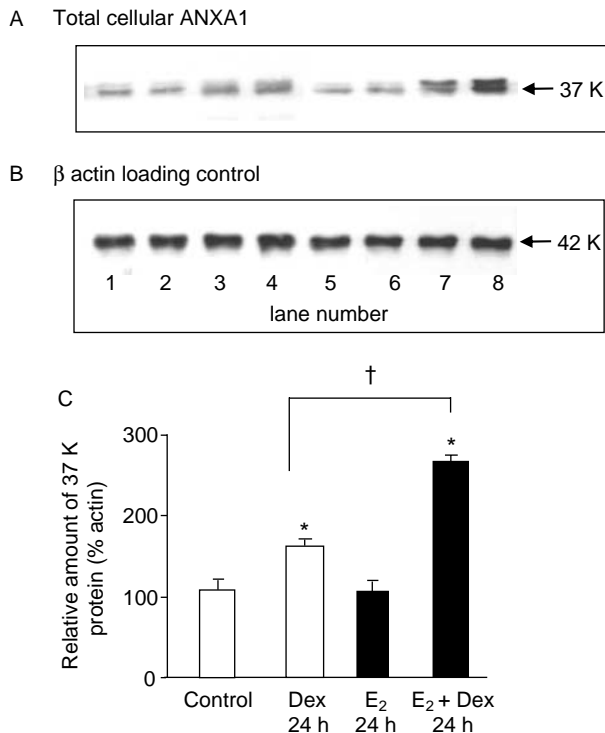 A Total cellular ANXA1
37 K
B β actin loading control
42 K
1 2 3 4 5 6 7 8
lane number
C
†
Relative amount of 37 K
protein (% actin)
300
200
100
0
*
*
Control Dex E₂ E₂ + Dex
24 h 24 h 24 h